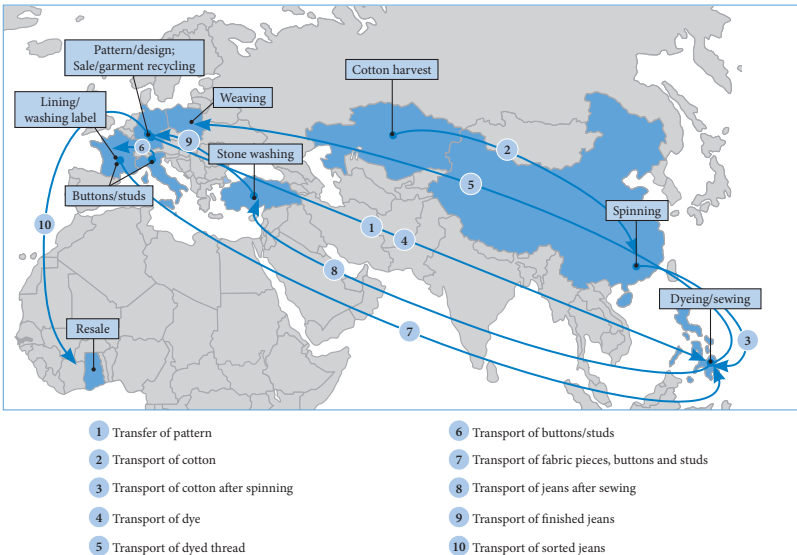 Pattern/design;
Sale/garment recycling
Cotton harvest
Lining/
washing label
Weaving
Stone washing
Buttons/studs
Spinning
Dyeing/sewing
Resale
6
9
2
5
10
1
4
8
7
3
1 Transfer of pattern
2 Transport of cotton
3 Transport of cotton after spinning
4 Transport of dye
5 Transport of dyed thread
6 Transport of buttons/studs
7 Transport of fabric pieces, buttons and studs
8 Transport of jeans after sewing
9 Transport of finished jeans
10 Transport of sorted jeans